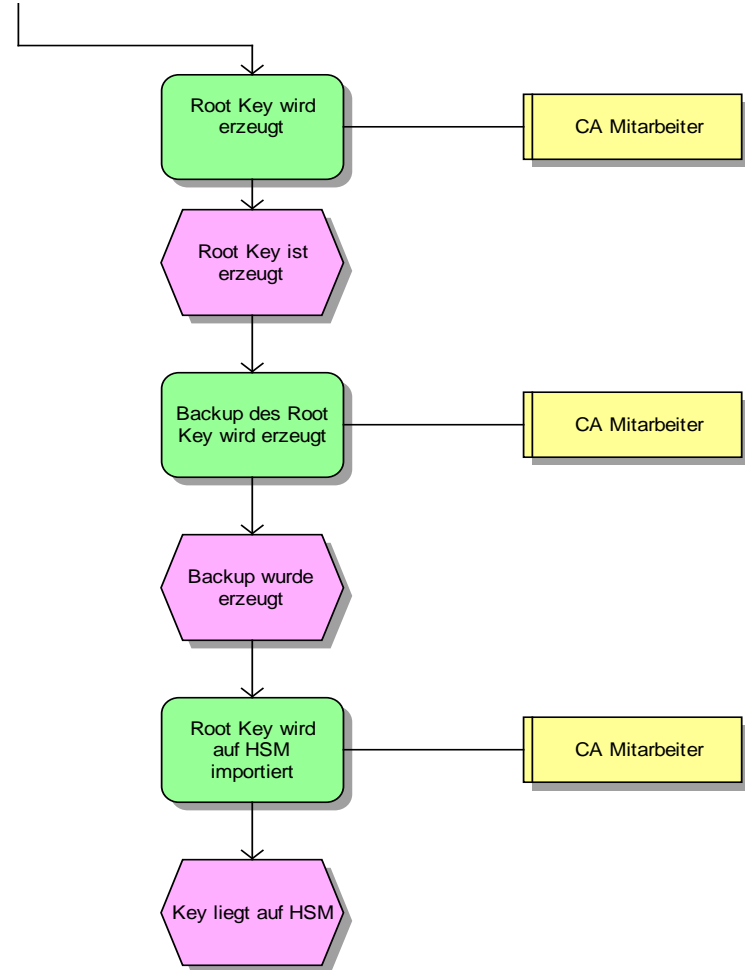 Root Key wird
erzeugt
CA Mitarbeiter
Root Key ist
erzeugt
Backup des Root
Key wird erzeugt
CA Mitarbeiter
Backup wurde
erzeugt
Root Key wird
auf HSM
importiert
CA Mitarbeiter
Key liegt auf HSM